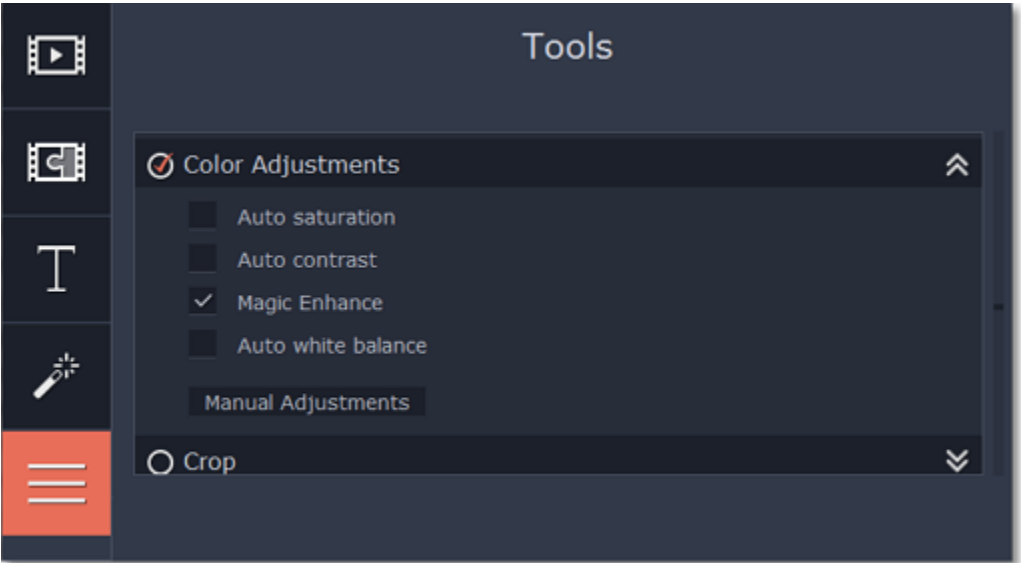 Tools
Color Adjustments
Auto saturation
Auto contrast
Magic Enhance
Auto white balance
Manual Adjustments
Crop